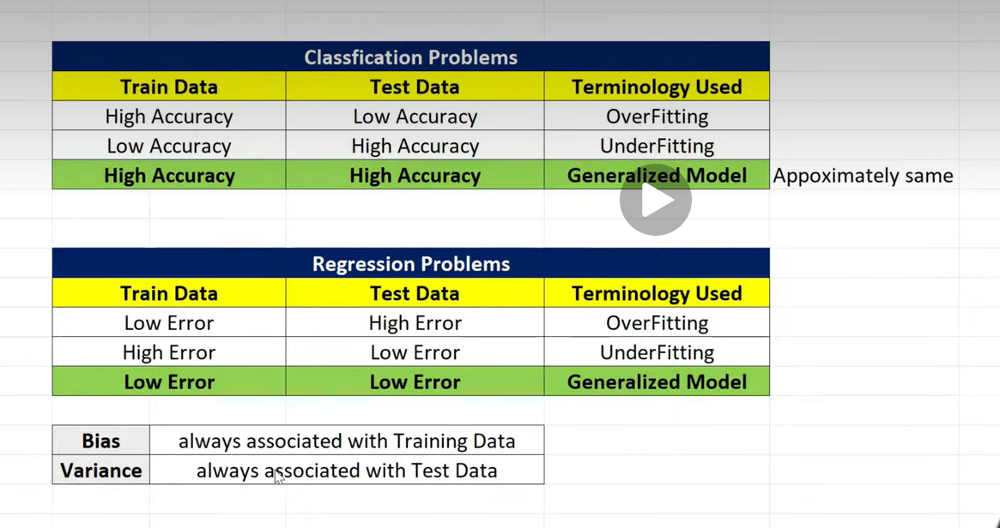 Classfication Problems
Train Data Test Data Terminology Used
High Accuracy Low Accuracy OverFitting
Low Accuracy High Accuracy UnderFitting
High Accuracy High Accuracy Generalized Model Appoximately same
Regression Problems
Train Data Test Data Terminology Used
Low Error High Error OverFitting
High Error Low Error UnderFitting
Low Error Low Error Generalized Model
Bias always associated with Training Data
Variance always associated with Test Data